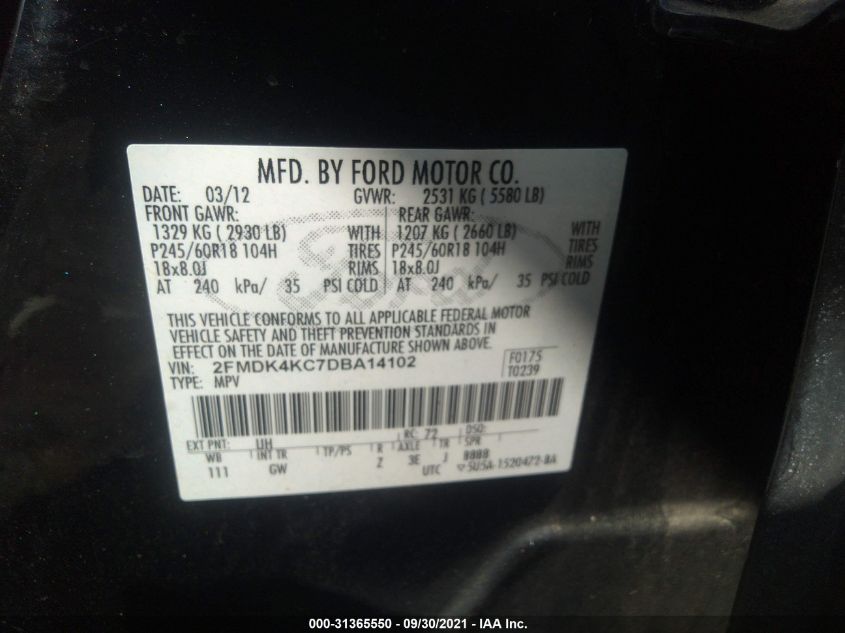 MFD. BY FORD MOTOR CO.
DATE: 03/12 GVWR: 2531 KG ( 5580 LB)
FRONT GAWR: REAR GAWR:
1329 KG ( 2930 LB) WITH 1207 KG ( 2660 LB) WITH
P245/60R18 104H TIRES P245/60R18 104H TIRES
18x8.0J RIMS 18x8.0J RIMS
AT 240 kPa/ 35 PSI COLD AT 240 kPa/ 35 PSI COLD
THIS VEHICLE CONFORMS TO ALL APPLICABLE FEDERAL MOTOR
VEHICLE SAFETY AND THEFT PREVENTION STANDARDS IN
EFFECT ON THE DATE OF MANUFACTURE SHOWN ABOVE.
VIN: 2FMDK4KC7DBA14102 F0175
TYPE: MPV T0239
EXT PNT: UH RC: 72 DSO:
WB INT TR TP/PS R AXLE TR SPR
111 GW Z 3E J 8888
UTC ▽ 5U5A-1520472-BA
000-31365550 - 09/30/2021 - IAA Inc.